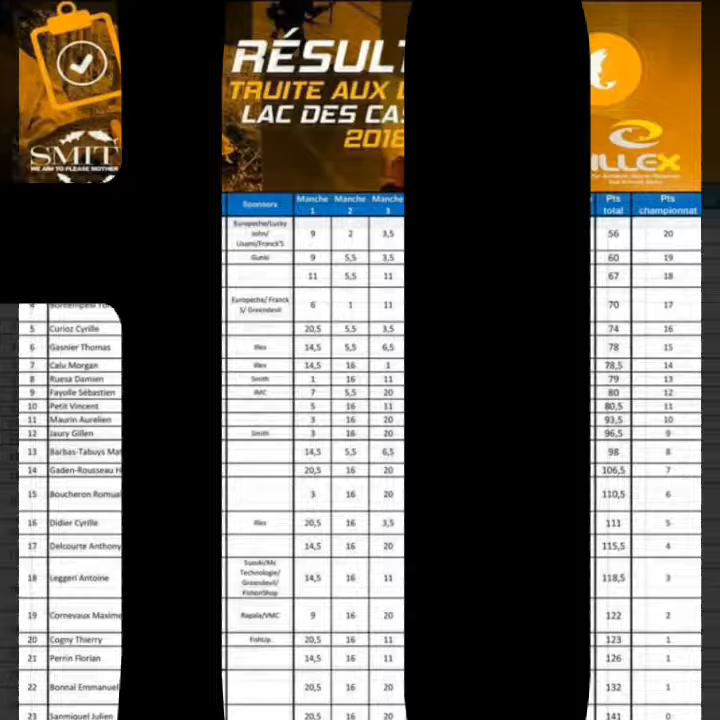 RÉSULT
TRUITE AUX
LAC DES CA
2018
SMIT
WE AIM TO PLEASE MOTHER
ILLEX
Sponsors Manche 1 Manche 2 Manche 3 Pts total Pts championnat
Europeche/Lucky John/ Usami/Franck'S 9 2 3,5 56 20
Gunki 9 5,5 3,5 60 19
11 5,5 11 67 18
Europeche/ Franck S/ Greendevil 6 1 11 70 17
5 Curioz Cyrille 20,5 5,5 3,5 74 16
6 Gasnier Thomas Illex 14,5 5,5 6,5 78 15
7 Calu Morgan Illex 14,5 16 1 78,5 14
8 Ruesa Damien Smith 1 16 11 79 13
9 Fayolle Sébastien JMC 7 5,5 20 80 12
10 Petit Vincent 5 16 11 80,5 11
11 Maurin Aurelien 3 16 20 93,5 10
12 Jaury Gillen Smith 3 16 20 96,5 9
13 Barbas-Tabuys Mat 14,5 5,5 6,5 98 8
14 Gaden-Rousseau H 20,5 16 20 106,5 7
15 Boucheron Romua 3 16 20 110,5 6
16 Didier Cyrille Illex 20,5 16 3,5 111 5
17 Delcourte Anthony 14,5 16 20 115,5 4
18 Leggeri Antoine Suzuki/Mc Technologie/ Greendevil/ FishonShop 14,5 16 11 118,5 3
19 Cornevaux Maxime Rapala/VMC 9 16 20 122 2
20 Cogny Thierry FishUp 20,5 16 11 123 1
21 Perrin Florian 14,5 16 11 126 1
22 Bonnal Emmanuel 20,5 16 20 132 1
23 Sanmiguel Julien 20,5 16 20 141 0